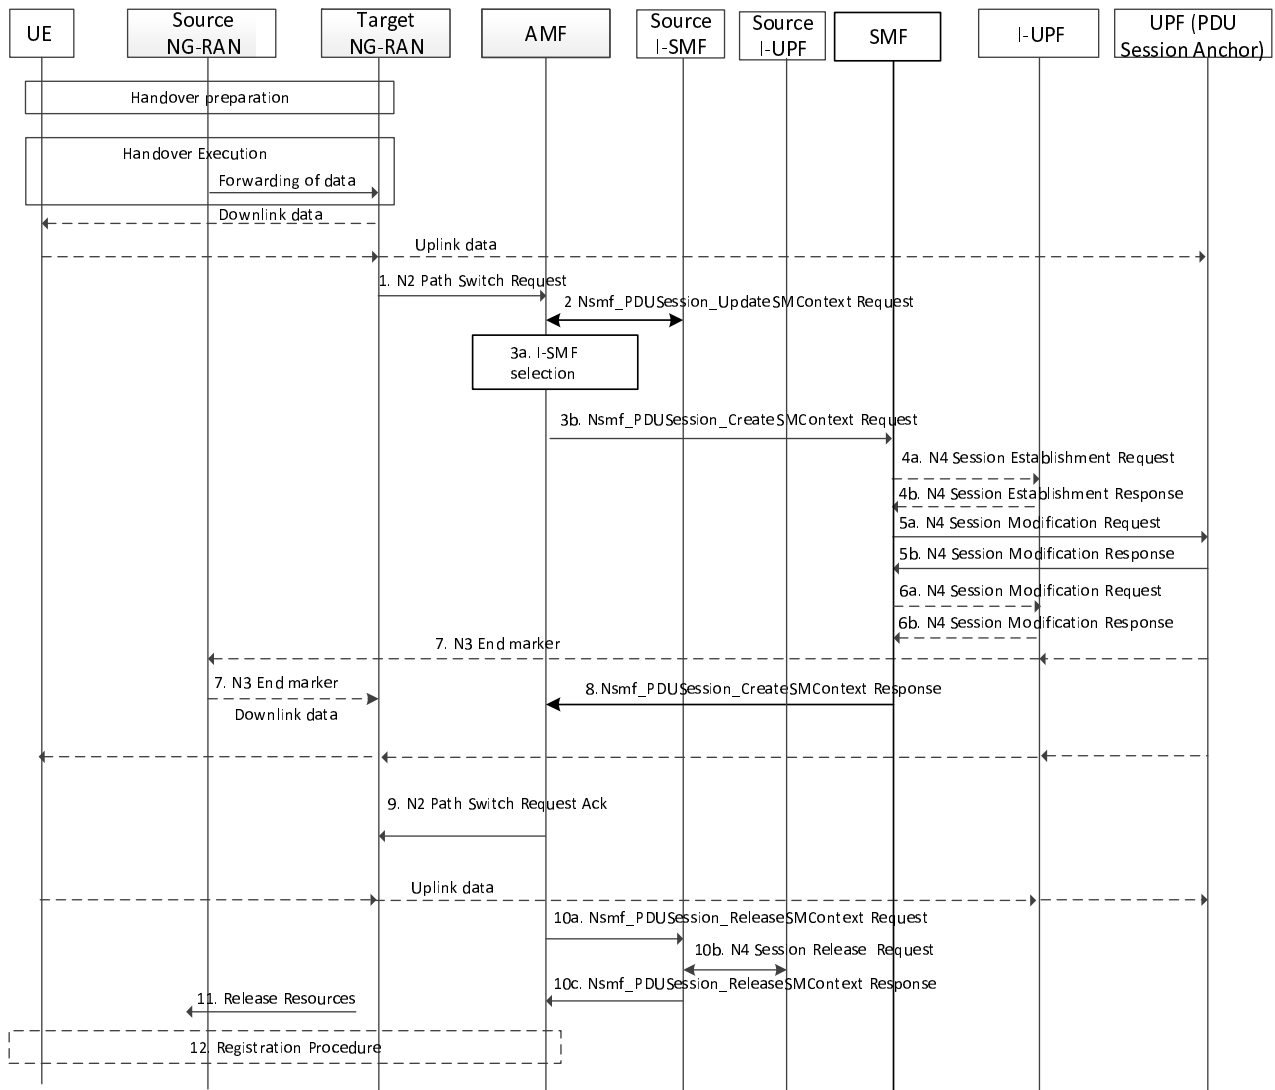 UE
Source
NG-RAN
Target
NG-RAN
AMF
Source
I-SMF
Source
I-UPF
SMF
I-UPF
UPF (PDU
Session Anchor)
Handover preparation
Handover Execution
Forwarding of data
Downlink data
Uplink data
1. N2 Path Switch Request
2 Nsmf_PDUSession_UpdateSMContext Request
3a. I-SMF
selection
3b. Nsmf_PDUSession_CreateSMContext Request
4a. N4 Session Establishment Request
4b. N4 Session Establishment Response
5a. N4 Session Modification Request
5b. N4 Session Modification Response
6a. N4 Session Modification Request
6b. N4 Session Modification Response
7. N3 End marker
7. N3 End marker
8.Nsmf_PDUSession_CreateSMContext Response
Downlink data
9. N2 Path Switch Request Ack
Uplink data
10a. Nsmf_PDUSession_ReleaseSMContext Request
10b. N4 Session Release Request
10c. Nsmf_PDUSession_ReleaseSMContext Response
11. Release Resources
12. Registration Procedure